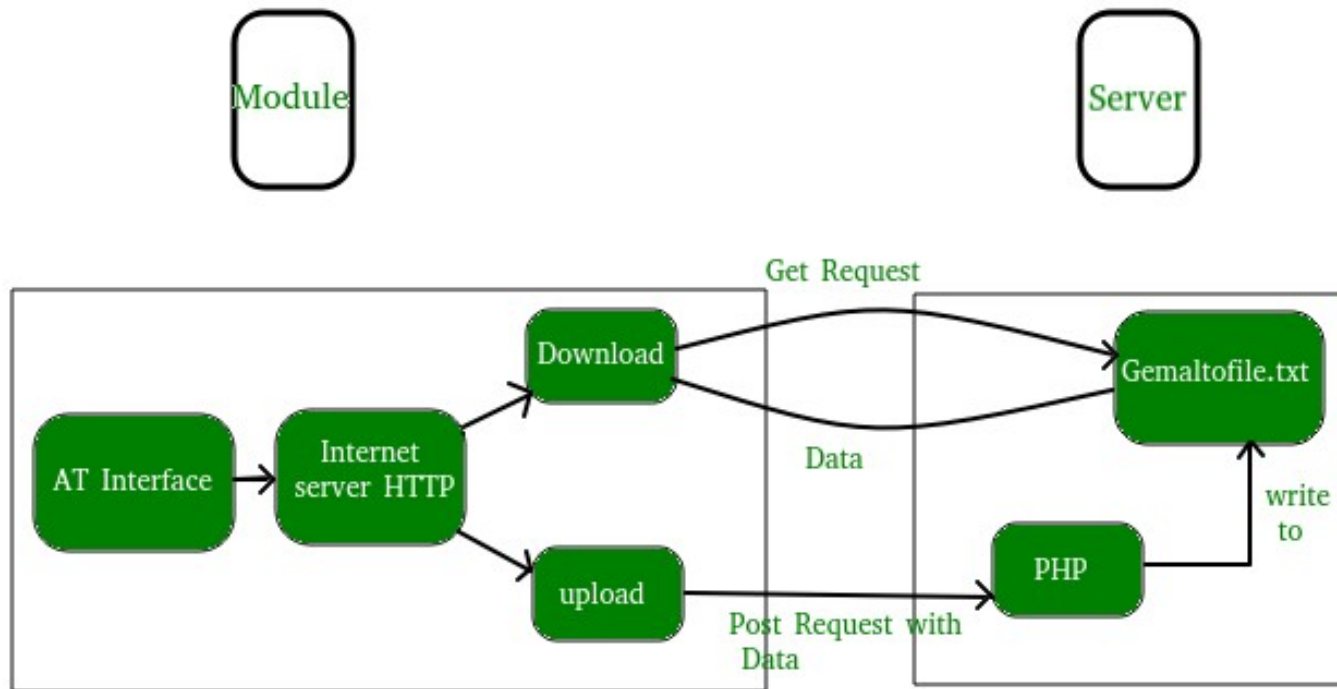 Module
Server
Get Request
Download
Gemaltofile.txt
Internet
server HTTP
AT Interface
Data
write
to
PHP
upload
Post Request with
Data